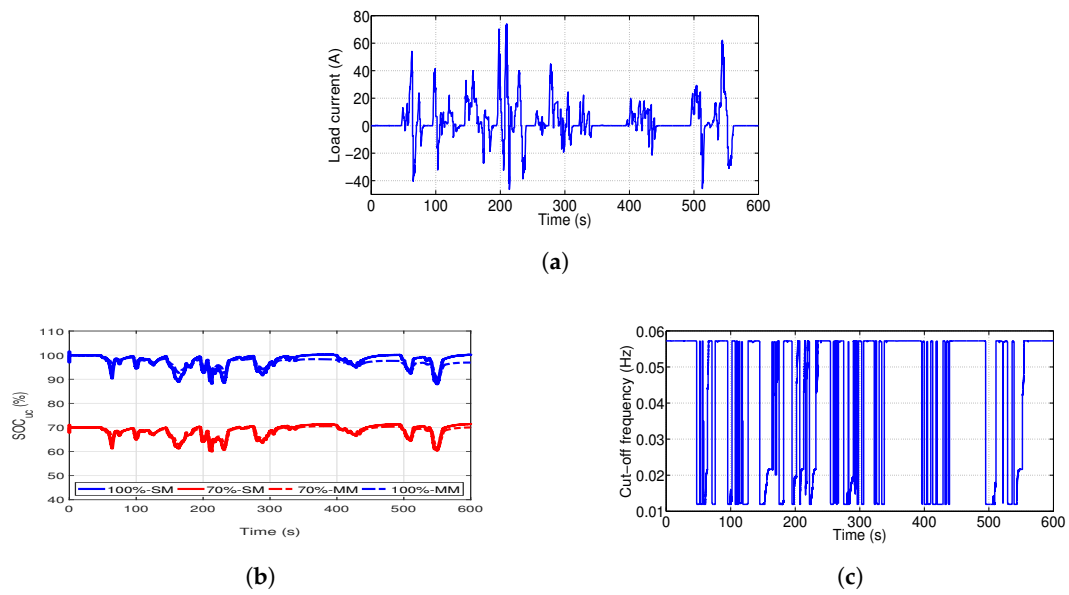 80
60
40
20
0
−20
−40
Load current (A)
0 100 200 300 400 500 600
Time (s)
(a)
110
100
90
80
70
60
50
40
SOC_uc (%)
100%-SM 70%-SM 70%-MM 100%-MM
0 100 200 300 400 500 600
Time (s)
(b)
0.06
0.05
0.04
0.03
0.02
0.01
Cut−off frequency (Hz)
0 100 200 300 400 500 600
Time (s)
(c)